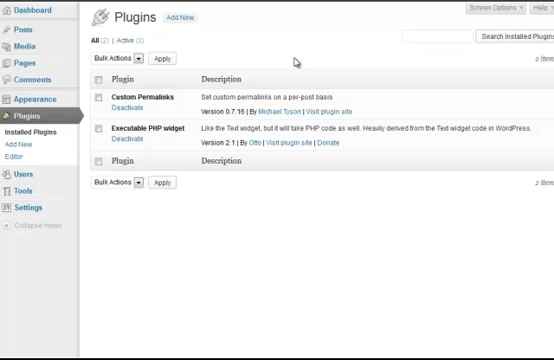 Dashboard
Posts
Media
Pages
Comments
Appearance
Plugins
Installed Plugins
Add New
Editor
Users
Tools
Settings
Collapse menu
Screen Options
Help
Plugins Add New
All (2) | Active (2)
Search Installed Plugins
Bulk Actions Apply
2 items
Plugin Description
Custom Permalinks Set custom permalinks on a per-post basis
Deactivate Version 0.7.15 | By Michael Tyson | Visit plugin site
Executable PHP widget Like the Text widget, but it will take PHP code as well. Heavily derived from the Text widget code in WordPress.
Deactivate Version 2.1 | By Otto | Visit plugin site | Donate
Plugin Description
Bulk Actions Apply
2 items